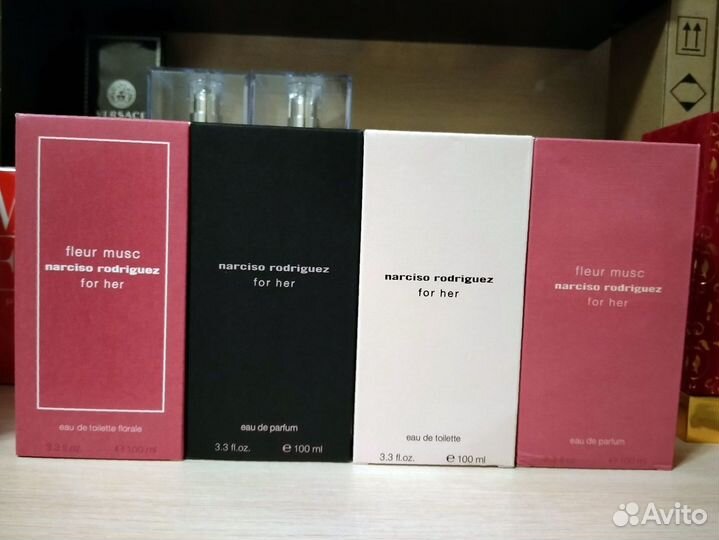 VERSACE
fleur musc
narciso rodriguez
for her
eau de toilette florale
3.3 fl.oz. e 100 ml
narciso rodriguez
for her
eau de parfum
3.3 fl.oz. e 100 ml
narciso rodriguez
for her
eau de toilette
3.3 fl.oz. e 100 ml
fleur musc
narciso rodriguez
for her
eau de parfum
Avito